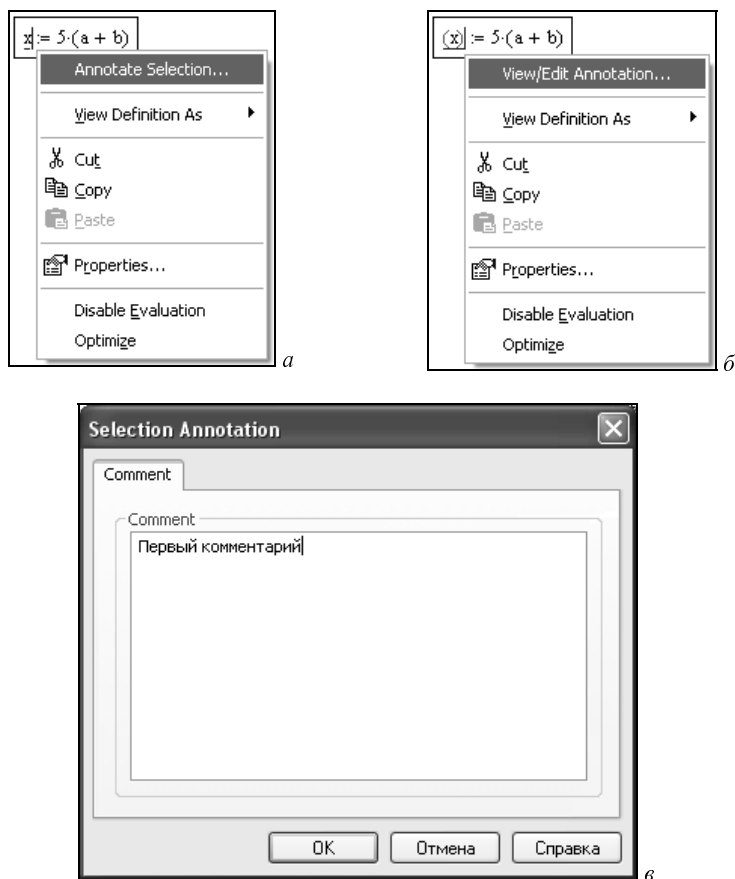 x := 5·(a + b)
Annotate Selection...
View Definition As
Cut
Copy
Paste
Properties...
Disable Evaluation
Optimize
а
(x) := 5·(a + b)
View/Edit Annotation...
View Definition As
Cut
Copy
Paste
Properties...
Disable Evaluation
Optimize
б
Selection Annotation
Comment
Comment
Первый комментарий
OK
Отмена
Справка
в